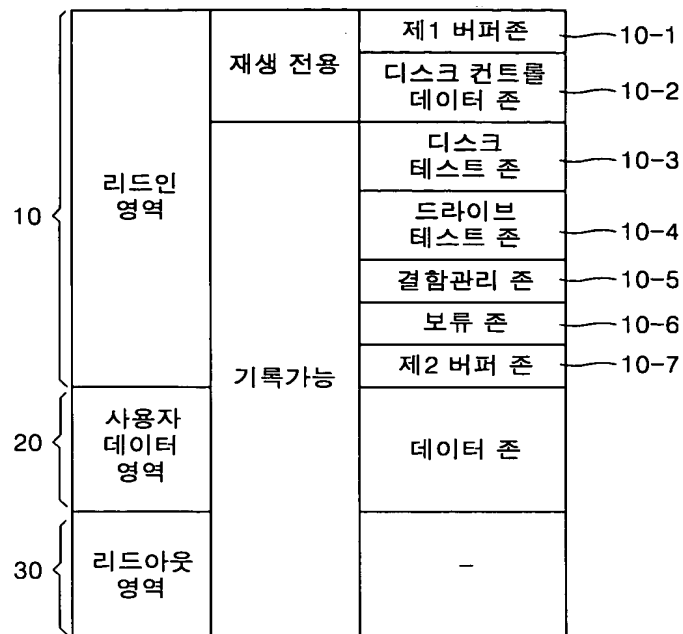 제1 버퍼존
10-1
재생 전용
디스크 컨트롤
데이터 존
10-2
디스크
테스트 존
10-3
리드인
영역
10
드라이브
테스트 존
10-4
결함관리 존
10-5
보류 존
10-6
제2 버퍼 존
10-7
기록가능
사용자
데이터
영역
20
데이터 존
리드아웃
영역
30
–